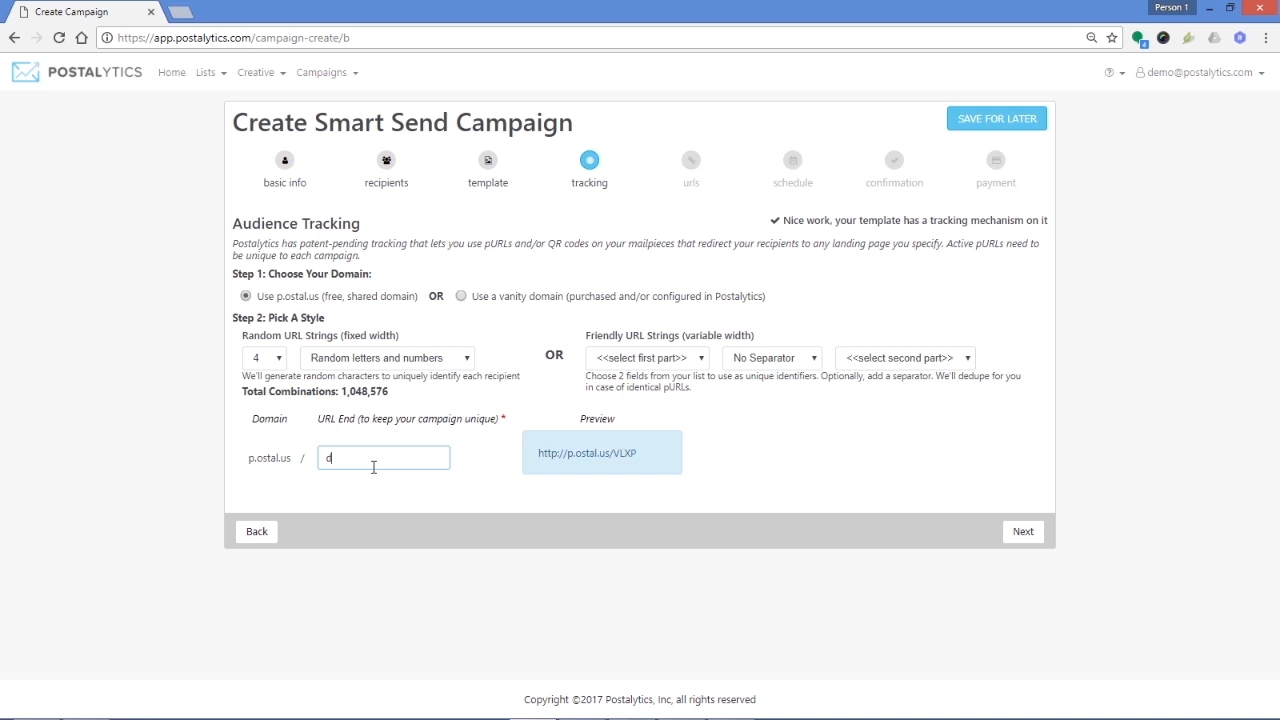 Create Campaign
Person 1
https://app.postalytics.com/campaign-create/b
4
POSTALYTICS Home Lists Creative Campaigns demo@postalytics.com
Create Smart Send Campaign
SAVE FOR LATER
basic info recipients template tracking urls schedule confirmation payment
Audience Tracking
Nice work, your template has a tracking mechanism on it
Postalytics has patent-pending tracking that lets you use pURLs and/or QR codes on your mailpieces that redirect your recipients to any landing page you specify. Active pURLs need to
be unique to each campaign.
Step 1: Choose Your Domain:
Use p.ostal.us (free, shared domain) OR Use a vanity domain (purchased and/or configured in Postalytics)
Step 2: Pick A Style
Random URL Strings (fixed width)
Friendly URL Strings (variable width)
4 Random letters and numbers OR <<select first part>> No Separator <<select second part>>
We'll generate random characters to uniquely identify each recipient
Choose 2 fields from your list to use as unique identifiers. Optionally, add a separator. We'll dedupe for you
in case of identical pURLs.
Total Combinations: 1,048,576
Domain URL End (to keep your campaign unique) * Preview
p.ostal.us / d http://p.ostal.us/VLXP
Back Next
Copyright ©2017 Postalytics, Inc, all rights reserved